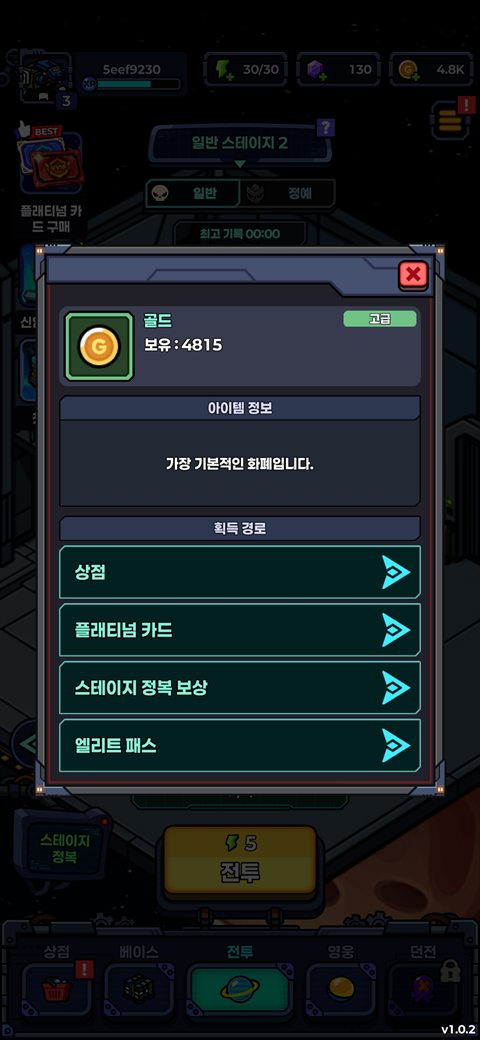 5eef9230
30/30
130
4.8K
XP
3
BEST
!
일반 스테이지 2
?
플래티넘 카
드 구매
일반
정예
최고 기록 00:00
골드
고급
보유 : 4815
아이템 정보
가장 기본적인 화폐입니다.
획득 경로
상점
플래티넘 카드
스테이지 정복 보상
엘리트 패스
스테이지
정복
5
전투
상점
베이스
전투
영웅
던전
!
v1.0.2